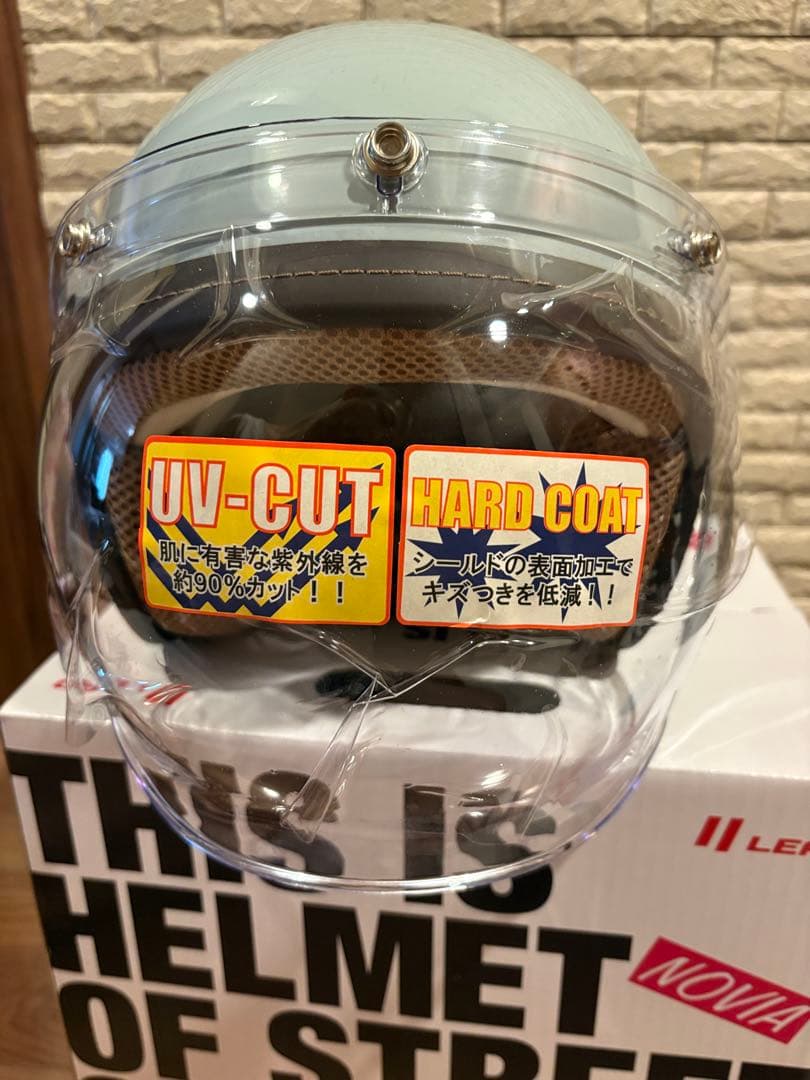 UV-CUT
肌に有害な紫外線を
約90%カット！！
HARD COAT
シールドの表面加工で
キズつきを低減！！
THIS IS
HELMET
OF STREE
LEA
NOVIA